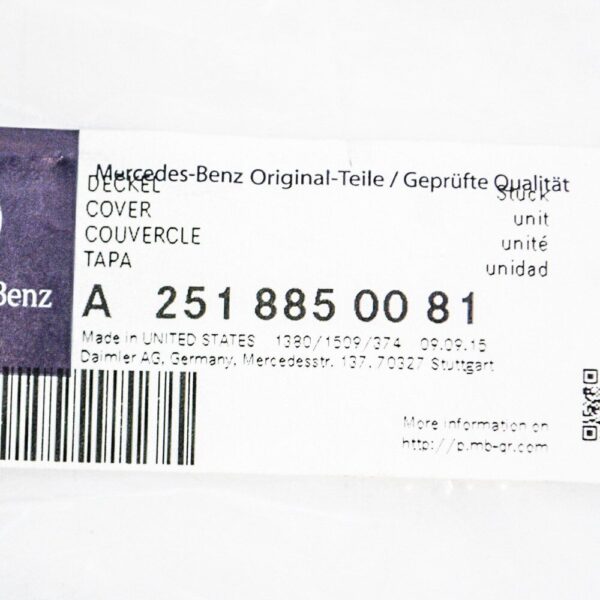 Mercedes-Benz Original-Teile / Geprüfte Qualität
DECKEL Stück
COVER unit
COUVERCLE unité
TAPA unidad
Benz
A 251 885 00 81
Made in UNITED STATES 1380/1509/374 09.09.15
Daimler AG, Germany, Mercedesstr. 137, 70327 Stuttgart
More information on
http://p.mb-qr.com